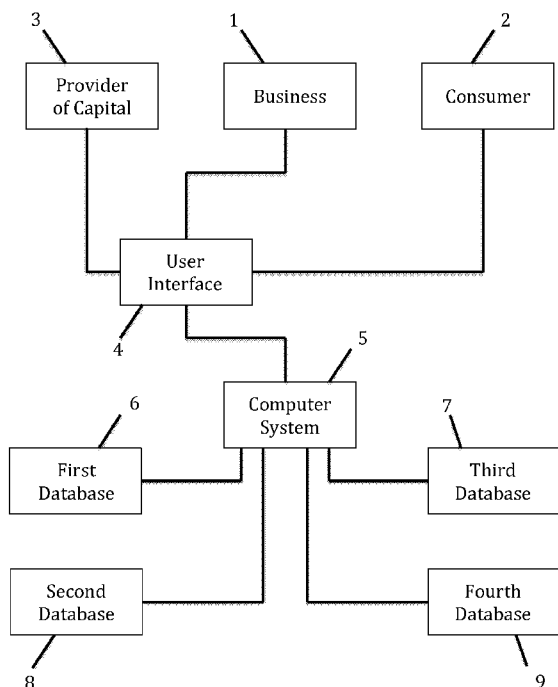 3
1
2
Provider
of Capital
Business
Consumer
User
Interface
4
5
Computer
System
6
7
First
Database
Third
Database
Second
Database
Fourth
Database
8
9